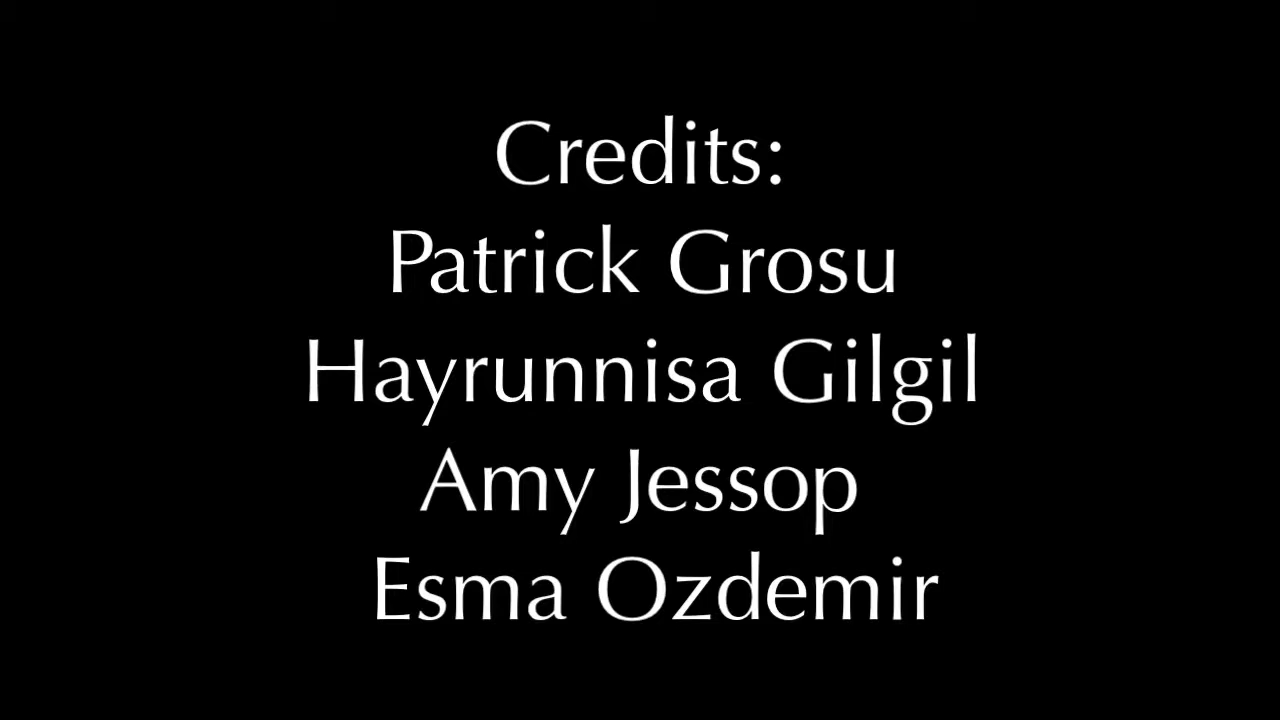 Credits:
Patrick Grosu
Hayrunnisa Gilgil
Amy Jessop
Esma Ozdemir